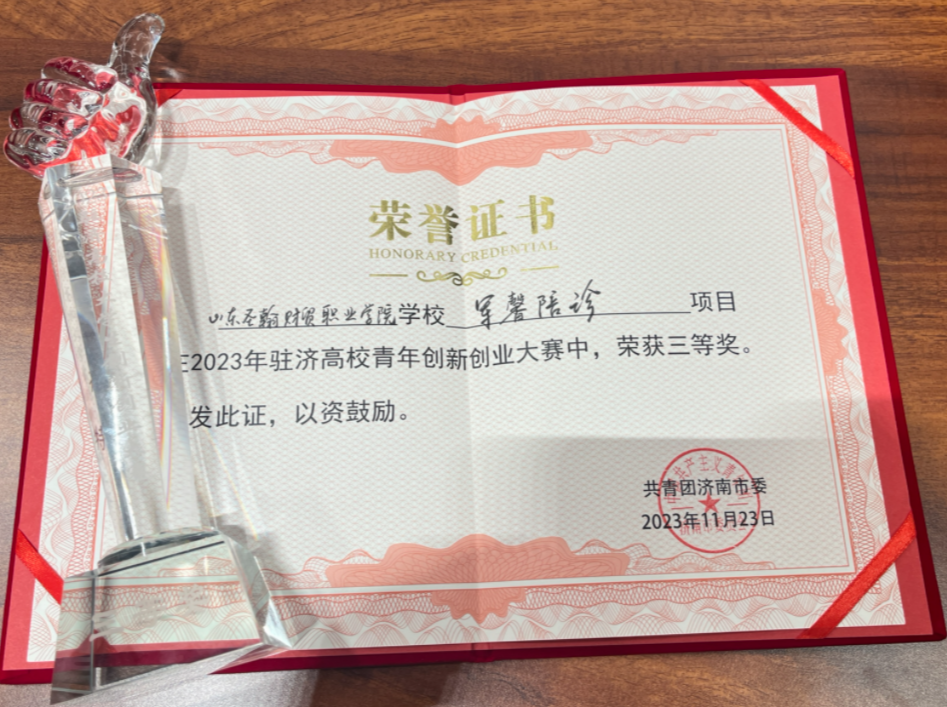 荣誉证书
HONORARY CREDENTIAL
山东圣翰财贸职业学院学校 军馨陪诊 项目
在2023年驻济高校青年创新创业大赛中，荣获三等奖。
发此证，以资鼓励。
共青团济南市委
2023年11月23日